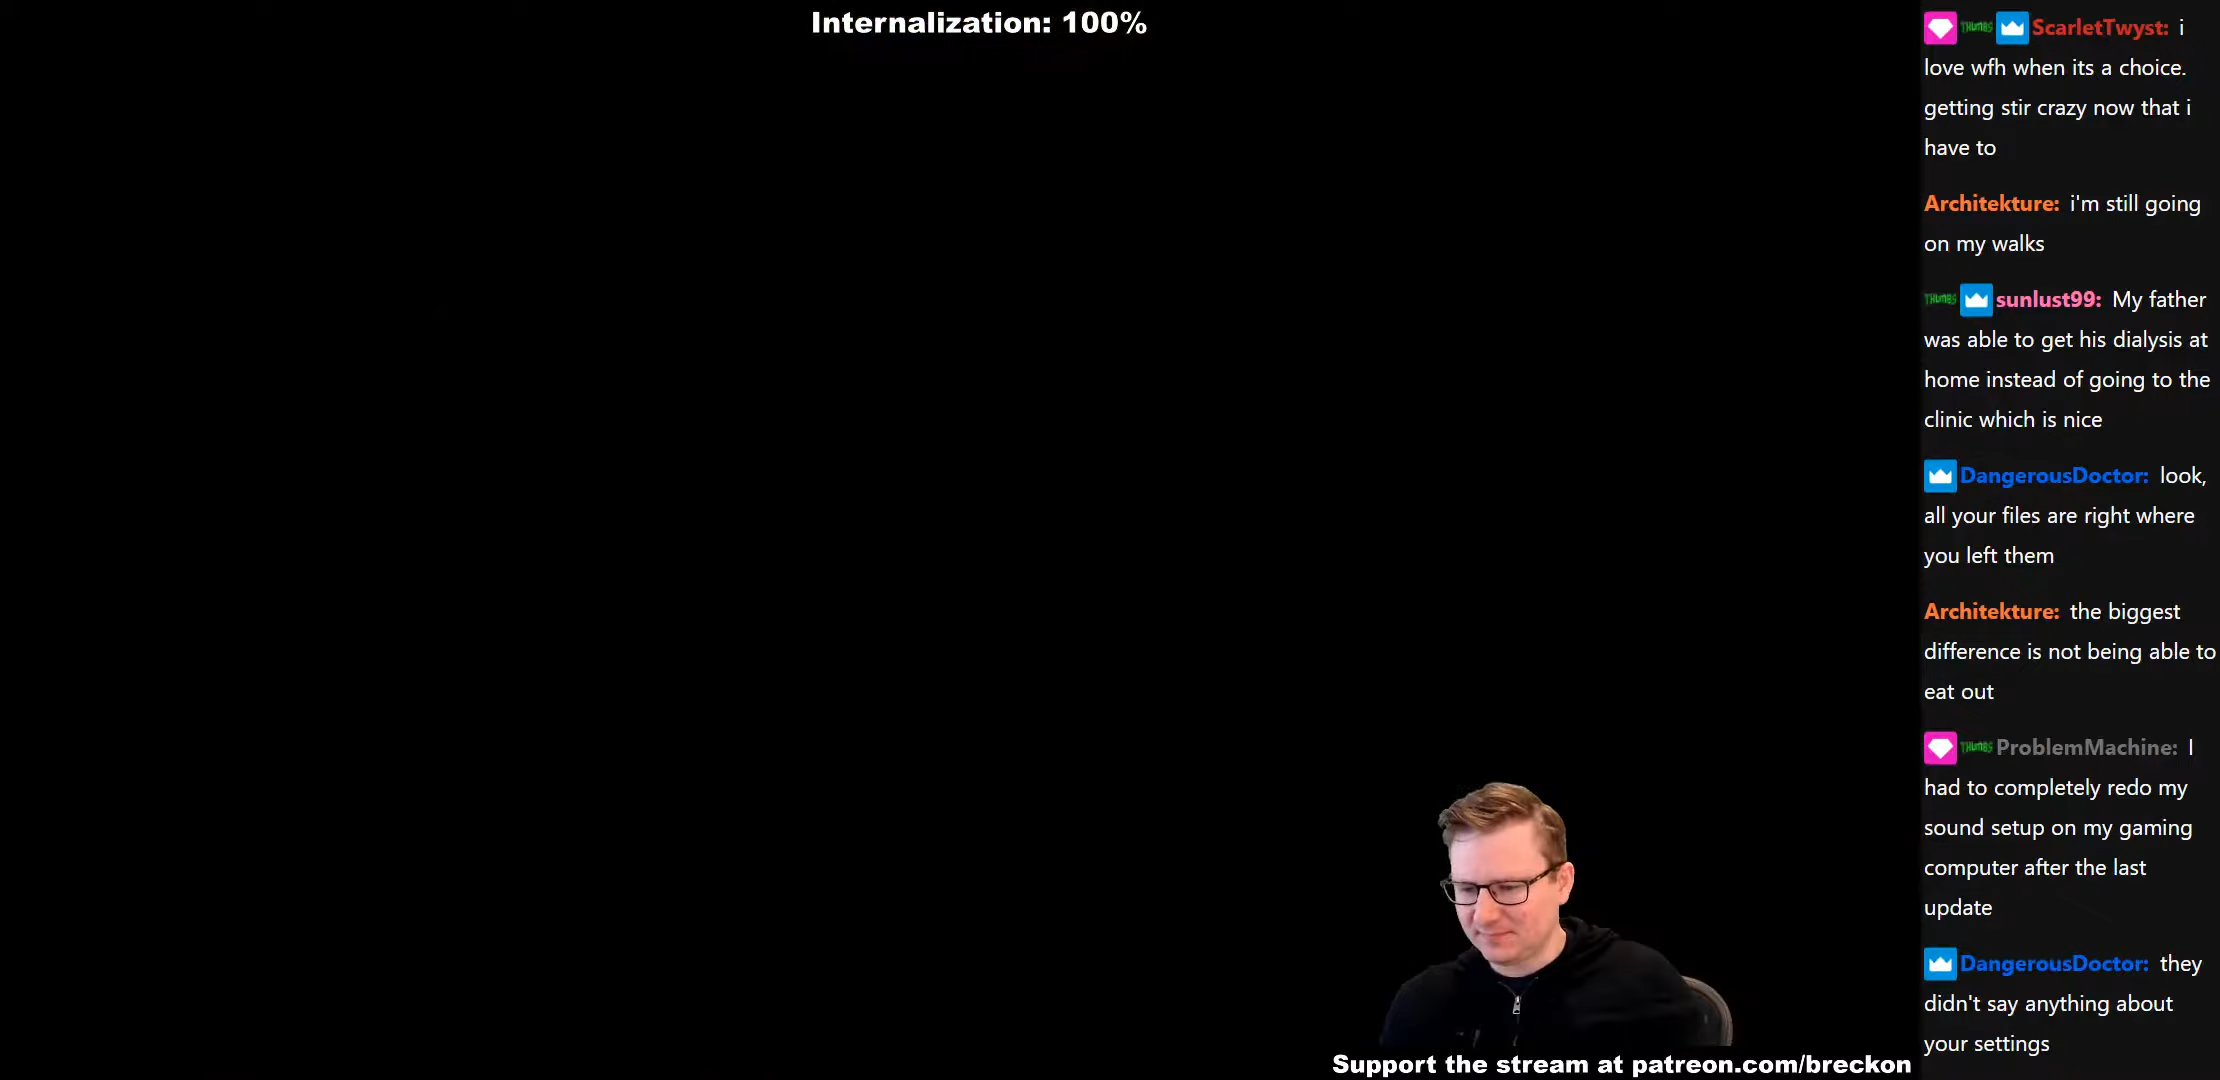 Internalization: 100%
THUMBS ScarletTwyst: i
love wfh when its a choice.
getting stir crazy now that i
have to
Architekture: i'm still going
on my walks
THUMBS sunlust99: My father
was able to get his dialysis at
home instead of going to the
clinic which is nice
DangerousDoctor: look,
all your files are right where
you left them
Architekture: the biggest
difference is not being able to
eat out
THUMBS ProblemMachine: I
had to completely redo my
sound setup on my gaming
computer after the last
update
DangerousDoctor: they
didn't say anything about
your settings
Support the stream at patreon.com/breckon